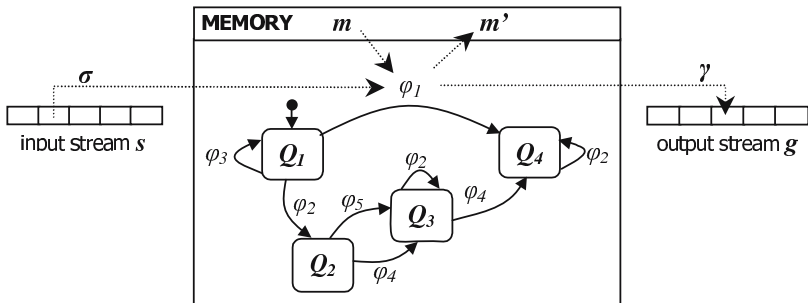 MEMORY m m'
σ γ
φ1
input stream s
output stream g
Q1 Q4
φ3 φ2
φ2
φ2 φ5 φ4
Q3
Q2 φ4